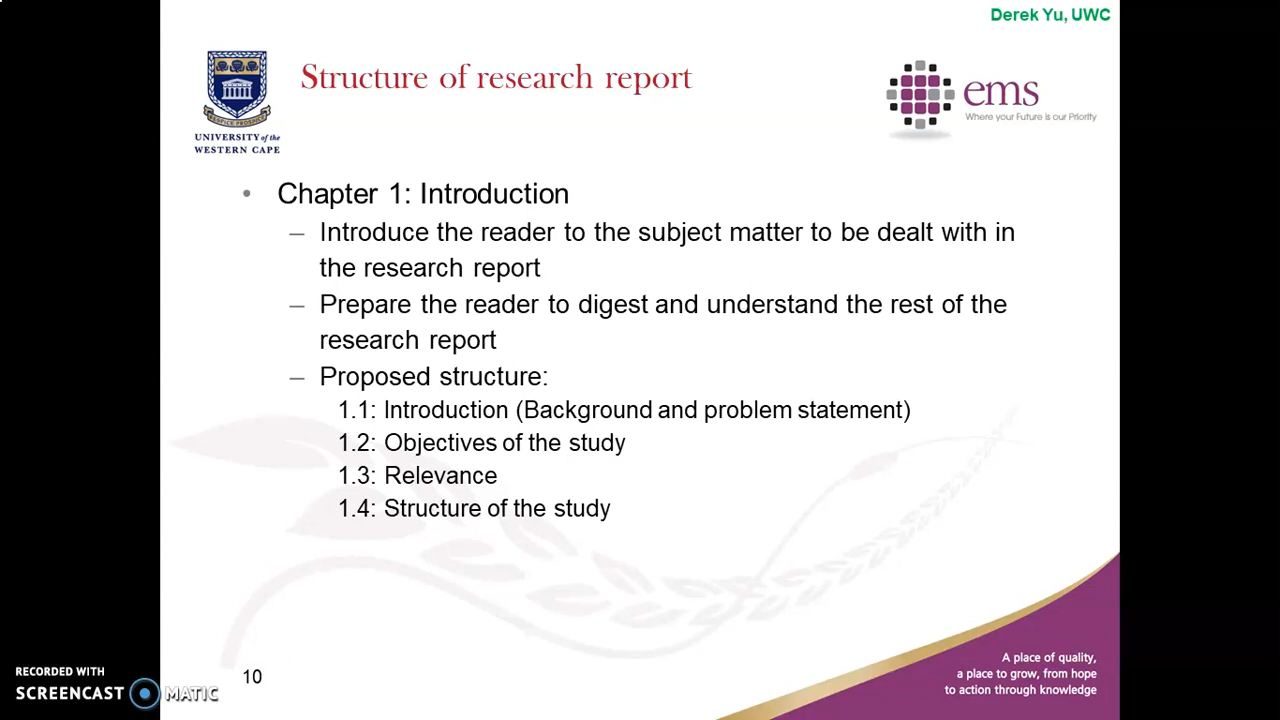 Derek Yu, UWC
Structure of research report
UNIVERSITY of the
WESTERN CAPE
ems
Where your Future is our Priority
• Chapter 1: Introduction
– Introduce the reader to the subject matter to be dealt with in
the research report
– Prepare the reader to digest and understand the rest of the
research report
– Proposed structure:
1.1: Introduction (Background and problem statement)
1.2: Objectives of the study
1.3: Relevance
1.4: Structure of the study
A place of quality,
a place to grow, from hope
to action through knowledge
10
RECORDED WITH
SCREENCAST MATIC